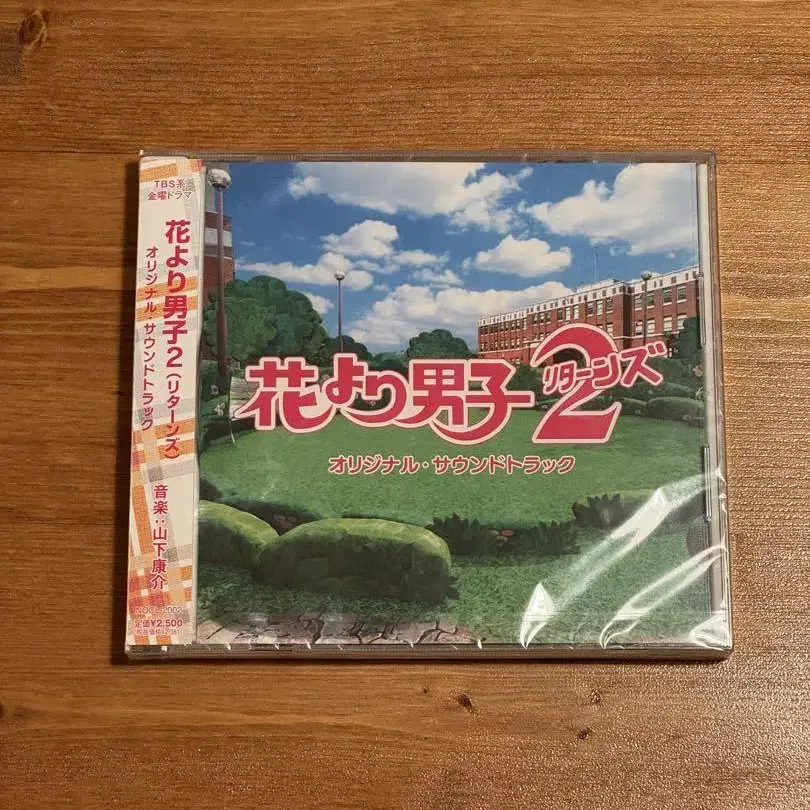 TBS系
金曜ドラマ
花より男子2(リターンズ)
オリジナル・サウンドトラック
音楽:山下康介
定価¥2,500
花より男子2リターンズ
オリジナル・サウンドトラック